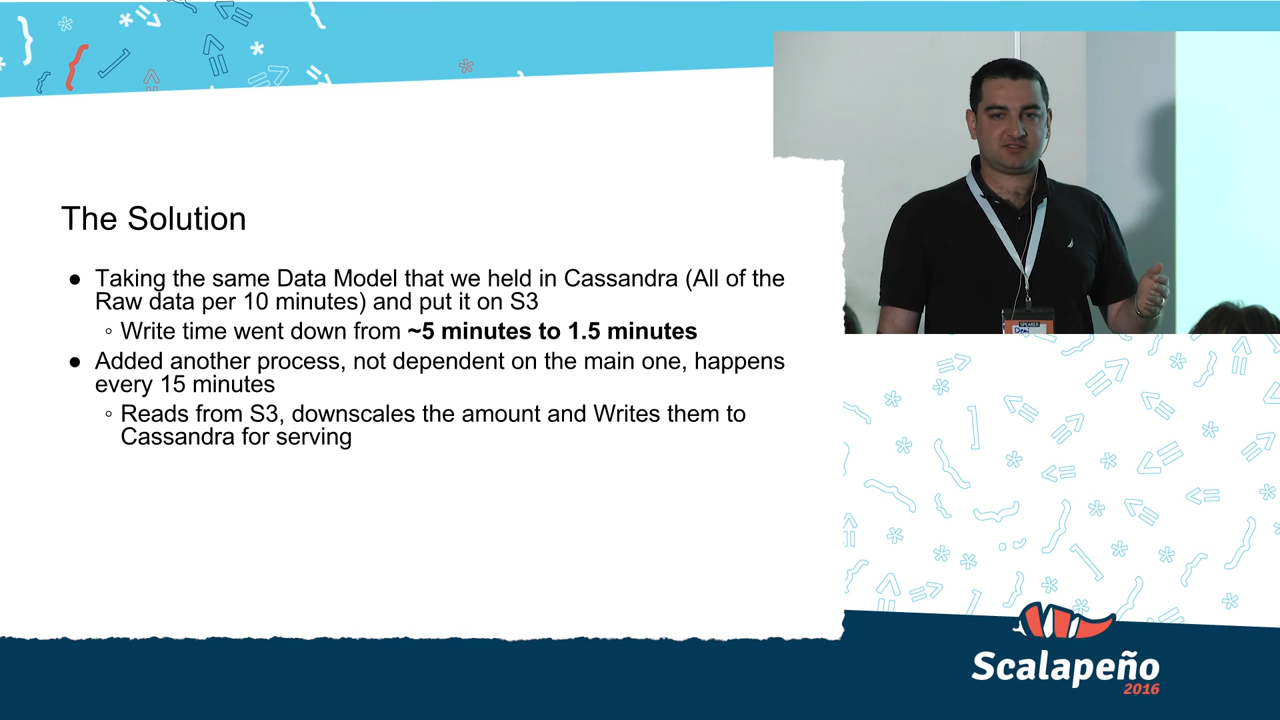 The Solution
● Taking the same Data Model that we held in Cassandra (All of the
Raw data per 10 minutes) and put it on S3
○ Write time went down from ~5 minutes to 1.5 minutes
● Added another process, not dependent on the main one, happens
every 15 minutes
○ Reads from S3, downscales the amount and Writes them to
Cassandra for serving
SPEAKER
Scalapeño
2016